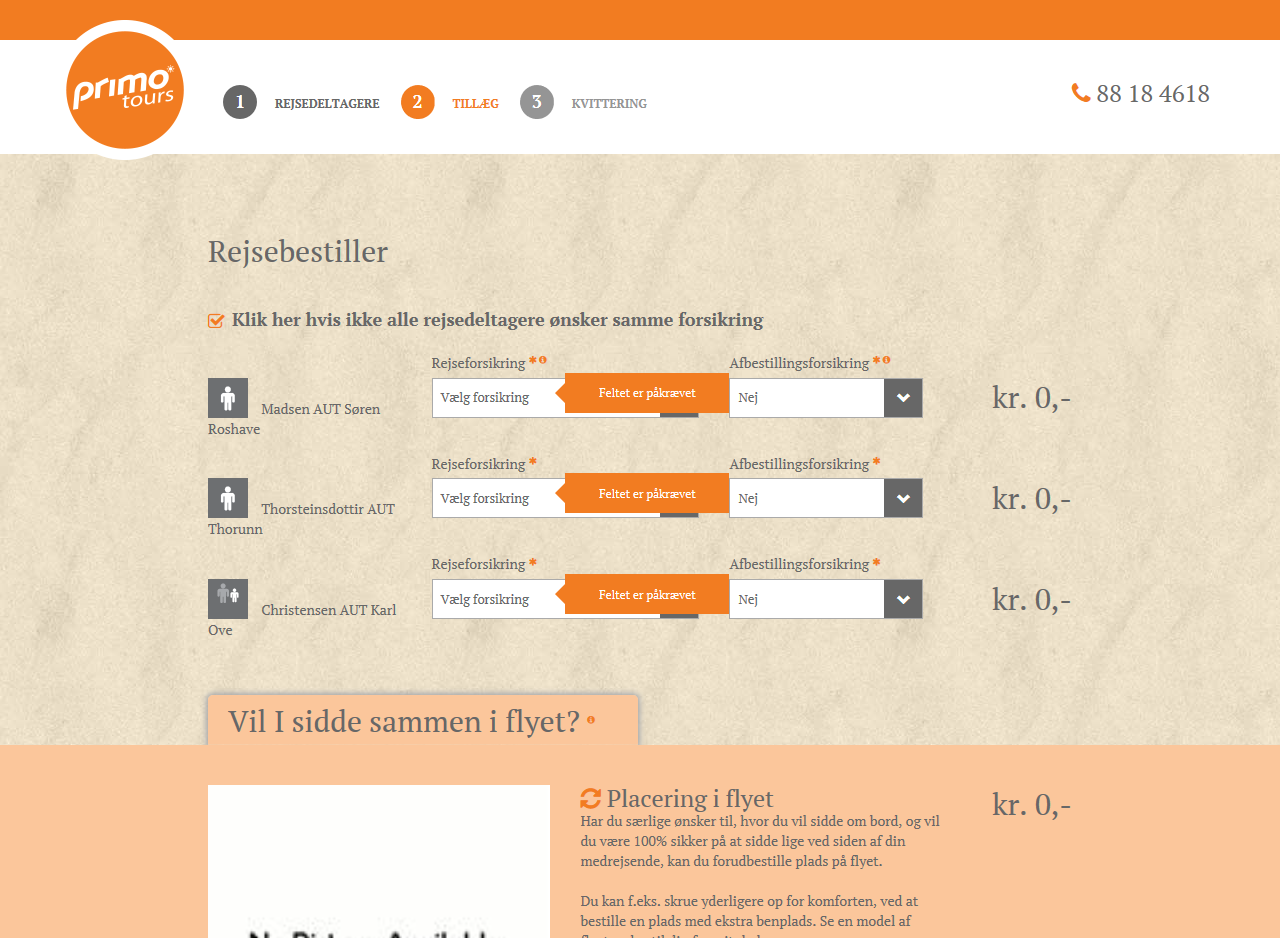 primo
tours
1 REJSEDELTAGERE 2 TILLÆG 3 KVITTERING
88 18 4618
Rejsebestiller
Klik her hvis ikke alle rejsedeltagere ønsker samme forsikring
Rejseforsikring * Afbestillingsforsikring *
Madsen AUT Søren Roshave
Vælg forsikring Feltet er påkrævet Nej kr. 0,-
Rejseforsikring * Afbestillingsforsikring *
Thorsteinsdottir AUT Thorunn
Vælg forsikring Feltet er påkrævet Nej kr. 0,-
Rejseforsikring * Afbestillingsforsikring *
Christensen AUT Karl Ove
Vælg forsikring Feltet er påkrævet Nej kr. 0,-
Vil I sidde sammen i flyet?
Placering i flyet kr. 0,-
Har du særlige ønsker til, hvor du vil sidde om bord, og vil
du være 100% sikker på at sidde lige ved siden af din
medrejsende, kan du forudbestille plads på flyet.
Du kan f.eks. skrue yderligere op for komforten, ved at
bestille en plads med ekstra benplads. Se en model af